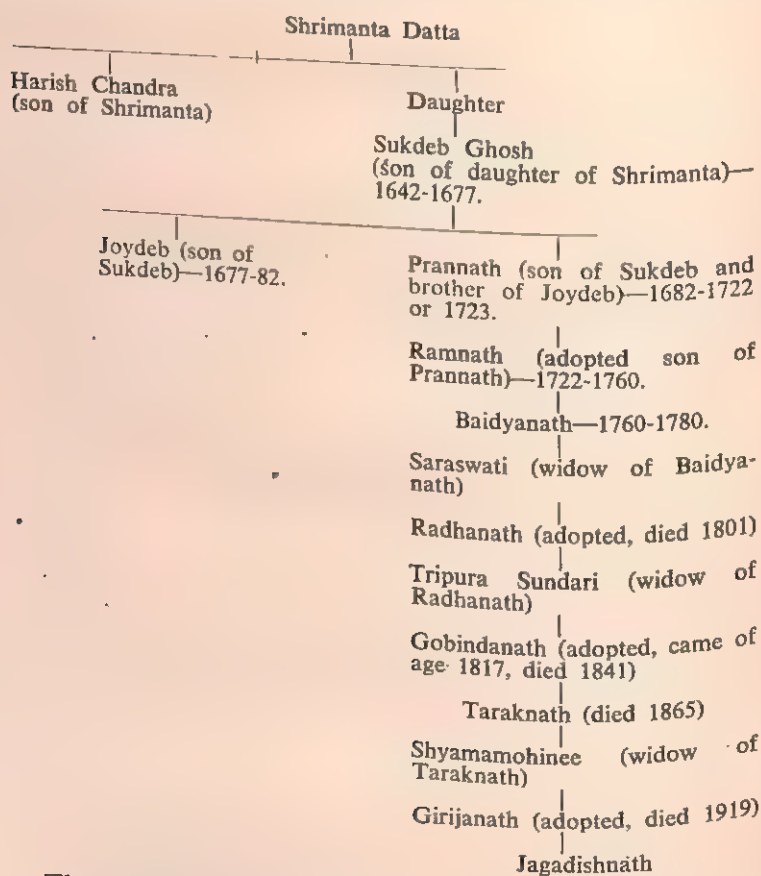 Shrimanta Datta
Harish Chandra
(son of Shrimanta)
Daughter
Sukdeb Ghosh
(son of daughter of Shrimanta)—
1642-1677.
Joydeb (son of
Sukdeb)—1677-82.
Prannath (son of Sukdeb and
brother of Joydeb)—1682-1722
or 1723.
Ramnath (adopted son of
Prannath)—1722-1760.
Baidyanath—1760-1780.
Saraswati (widow of Baidya-
nath)
Radhanath (adopted, died 1801)
Tripura Sundari (widow of
Radhanath)
Gobindanath (adopted, came of
age 1817, died 1841)
Taraknath (died 1865)
Shyamamohinee (widow of
Taraknath)
Girijanath (adopted, died 1919)
Jagadishnath